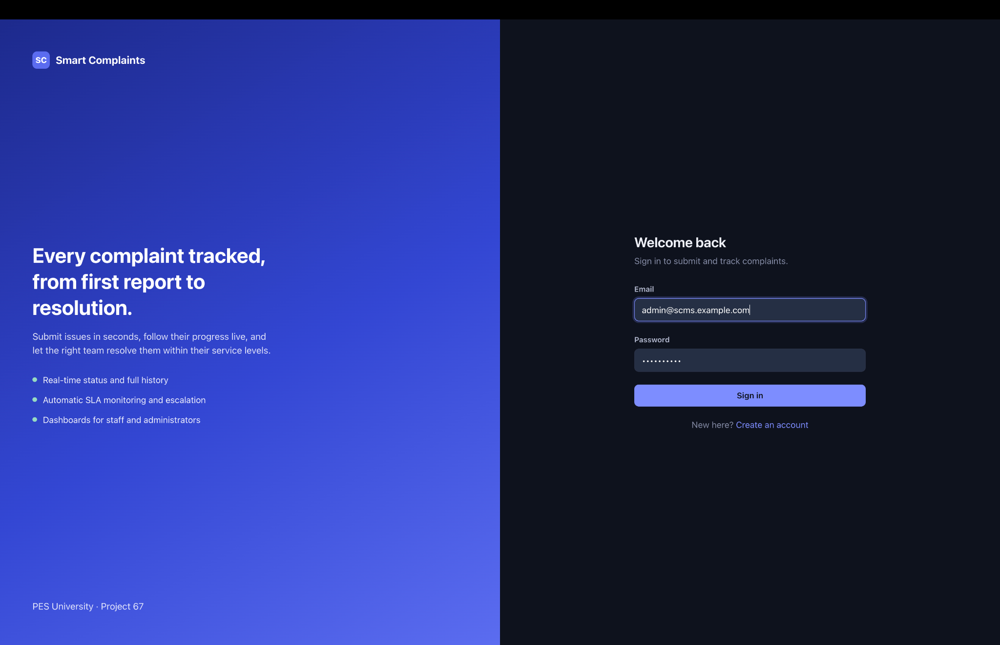 SC Smart Complaints
Every complaint tracked,
from first report to
resolution.
Submit issues in seconds, follow their progress live, and
let the right team resolve them within their service levels.
Real-time status and full history
Automatic SLA monitoring and escalation
Dashboards for staff and administrators
PES University · Project 67
Welcome back
Sign in to submit and track complaints.
Email
admin@scms.example.com
Password
••••••••••
Sign in
New here? Create an account